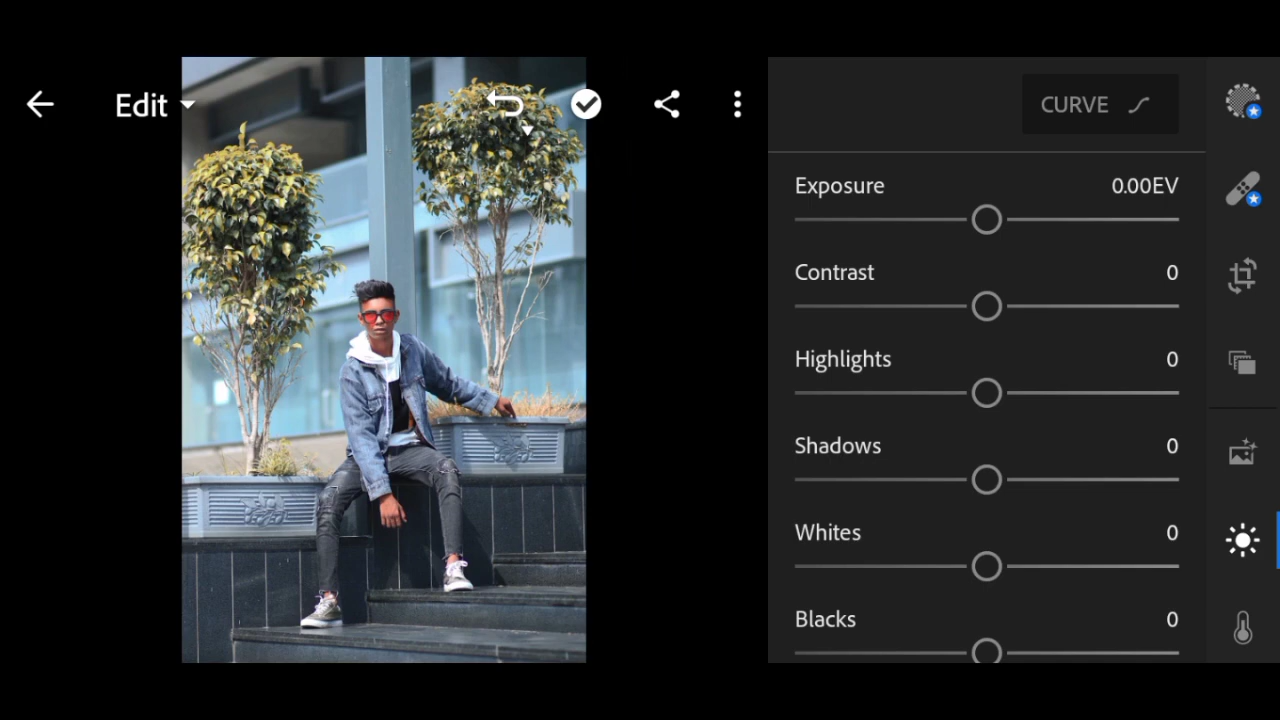 Edit
CURVE
Exposure 0.00EV
Contrast 0
Highlights 0
Shadows 0
Whites 0
Blacks 0